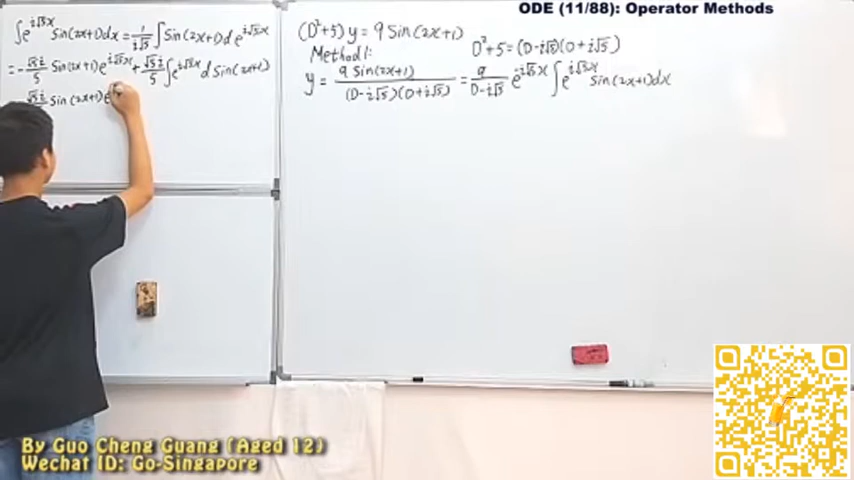 ODE (11/88): Operator Methods
∫e^{i√5x} Sin(2x+1)dx = 1/(i√5) ∫Sin(2x+1)d e^{i√5x}
= -√5i/5 Sin(2x+1)e^{i√5x} + √5i/5 ∫e^{i√5x} d Sin(2x+1)
√5i/5 Sin(2x+1)e
(D²+5)y = 9 Sin(2x+1)
Method 1:
D²+5=(D-i√5)(D+i√5)
y = 9 Sin(2x+1)/((D-i√5)(D+i√5)) = 9/(D-i√5) e^{-i√5x} ∫e^{i√5x} Sin(2x+1)dx
By Guo Cheng Guang (Aged 12)
Wechat ID: Go-Singapore